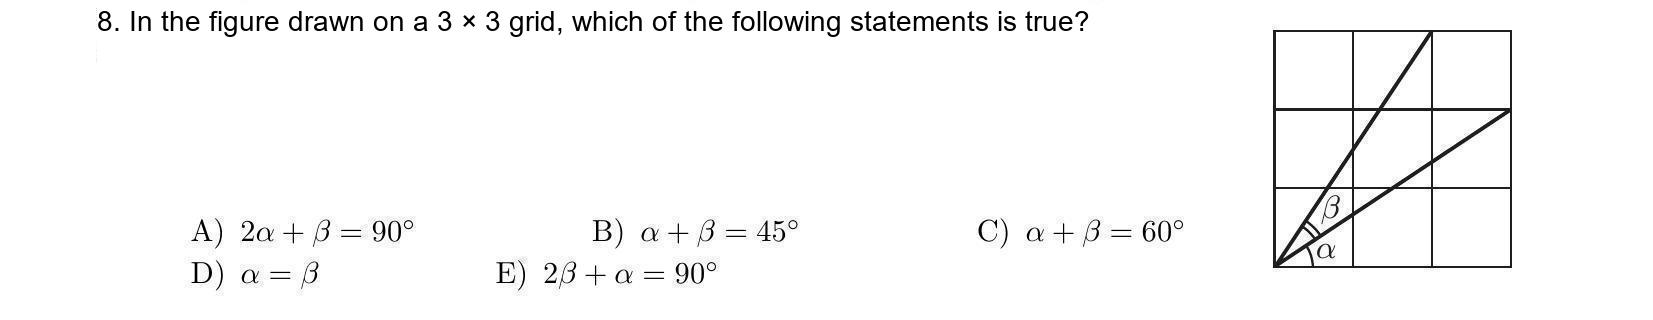 8. In the figure drawn on a 3 × 3 grid, which of the following statements is true?
A) 2α + β = 90° B) α + β = 45° C) α + β = 60°
D) α = β E) 2β + α = 90°
β
α